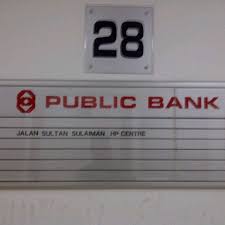 28
PUBLIC BANK
JALAN SULTAN SULAIMAN HP CENTRE